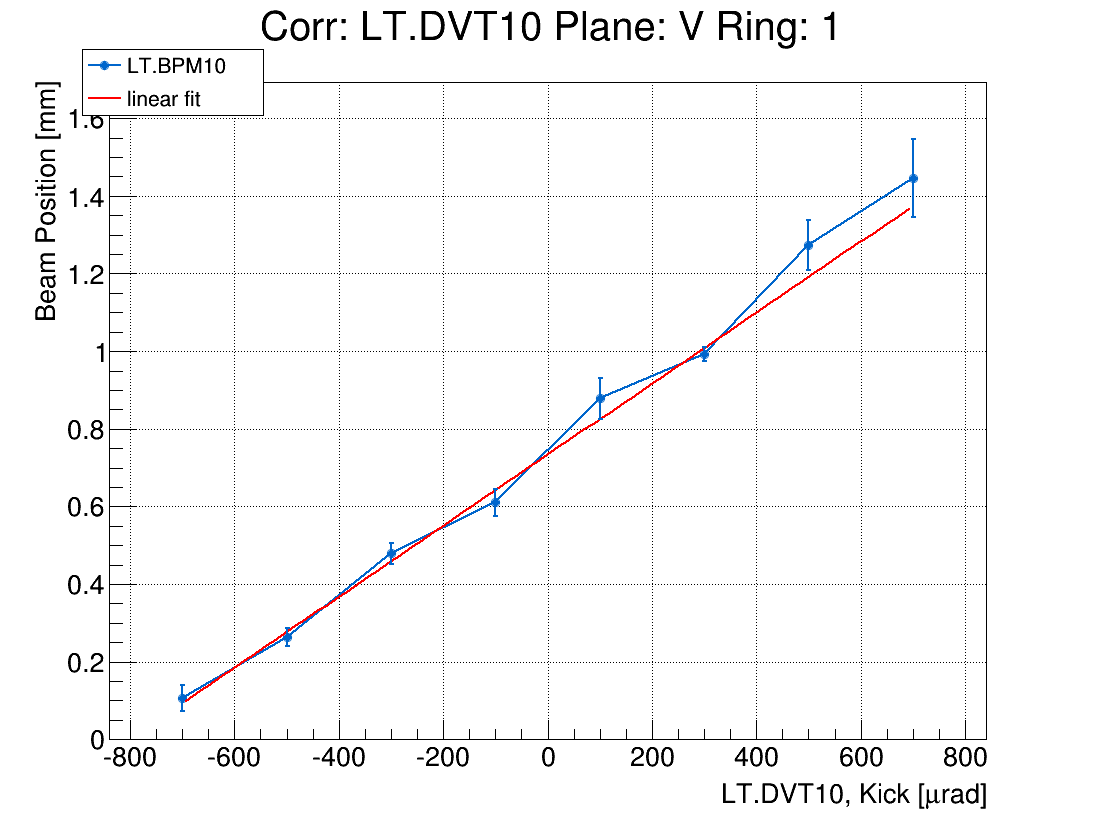 Corr: LT.DVT10 Plane: V Ring: 1
LT.BPM10
linear fit
Beam Position [mm]
1.6
1.4
1.2
1
0.8
0.6
0.4
0.2
0
-800 -600 -400 -200 0 200 400 600 800
LT.DVT10, Kick [μrad]